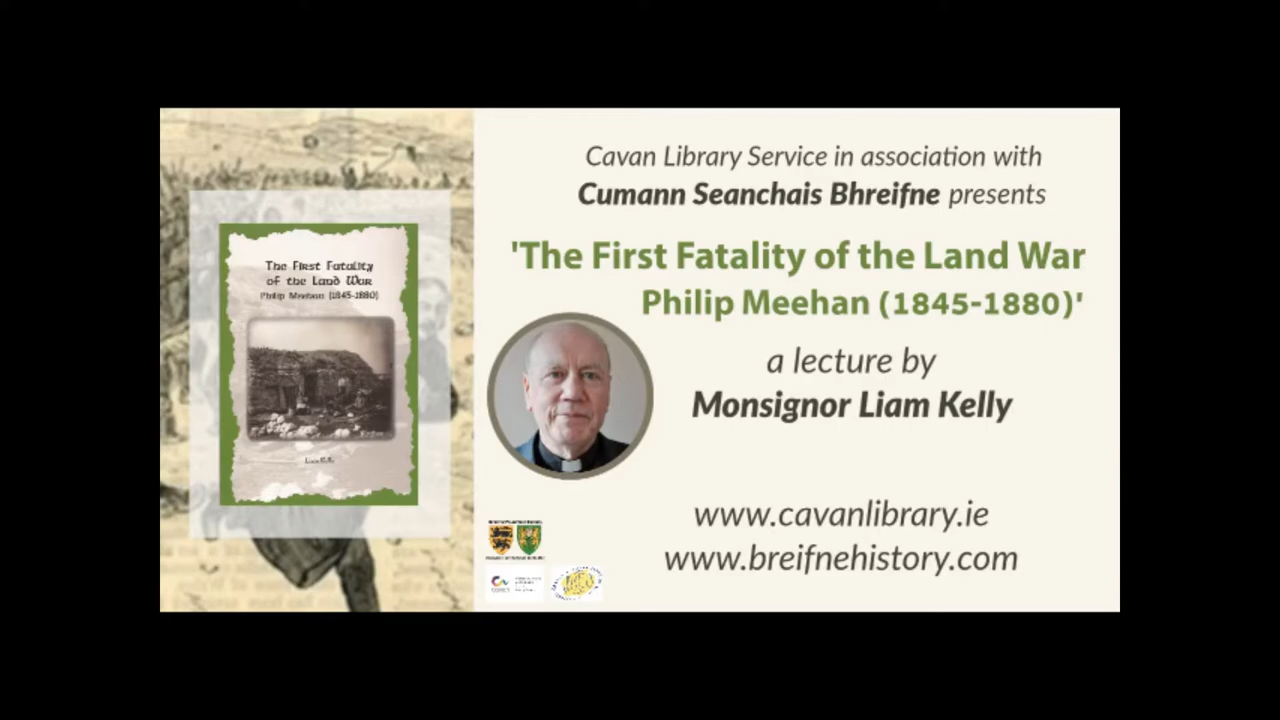 The First Fatality
of the Land War
Philip Meehan (1845-1880)
Liam Kelly
Cavan Library Service in association with
Cumann Seanchais Bhreifne presents
'The First Fatality of the Land War
Philip Meehan (1845-1880)'
a lecture by
Monsignor Liam Kelly
www.cavanlibrary.ie
www.breifnehistory.com